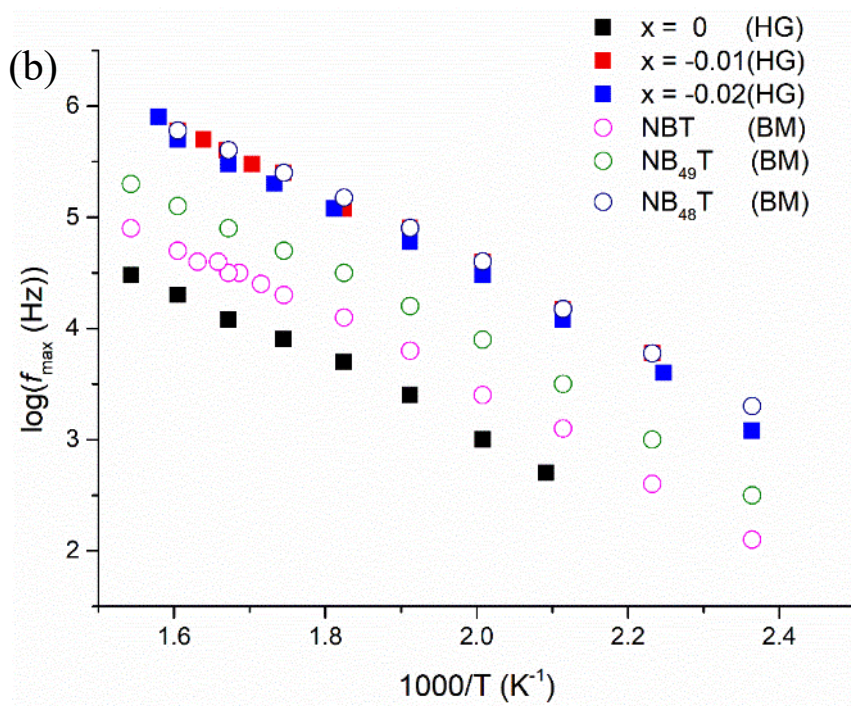 (b)
x = 0 (HG)
x = -0.01(HG)
x = -0.02(HG)
NBT (BM)
NB₄₉T (BM)
NB₄₈T (BM)
log(fmax (Hz))
6
5
4
3
2
1.6 1.8 2.0 2.2 2.4
1000/T (K⁻¹)